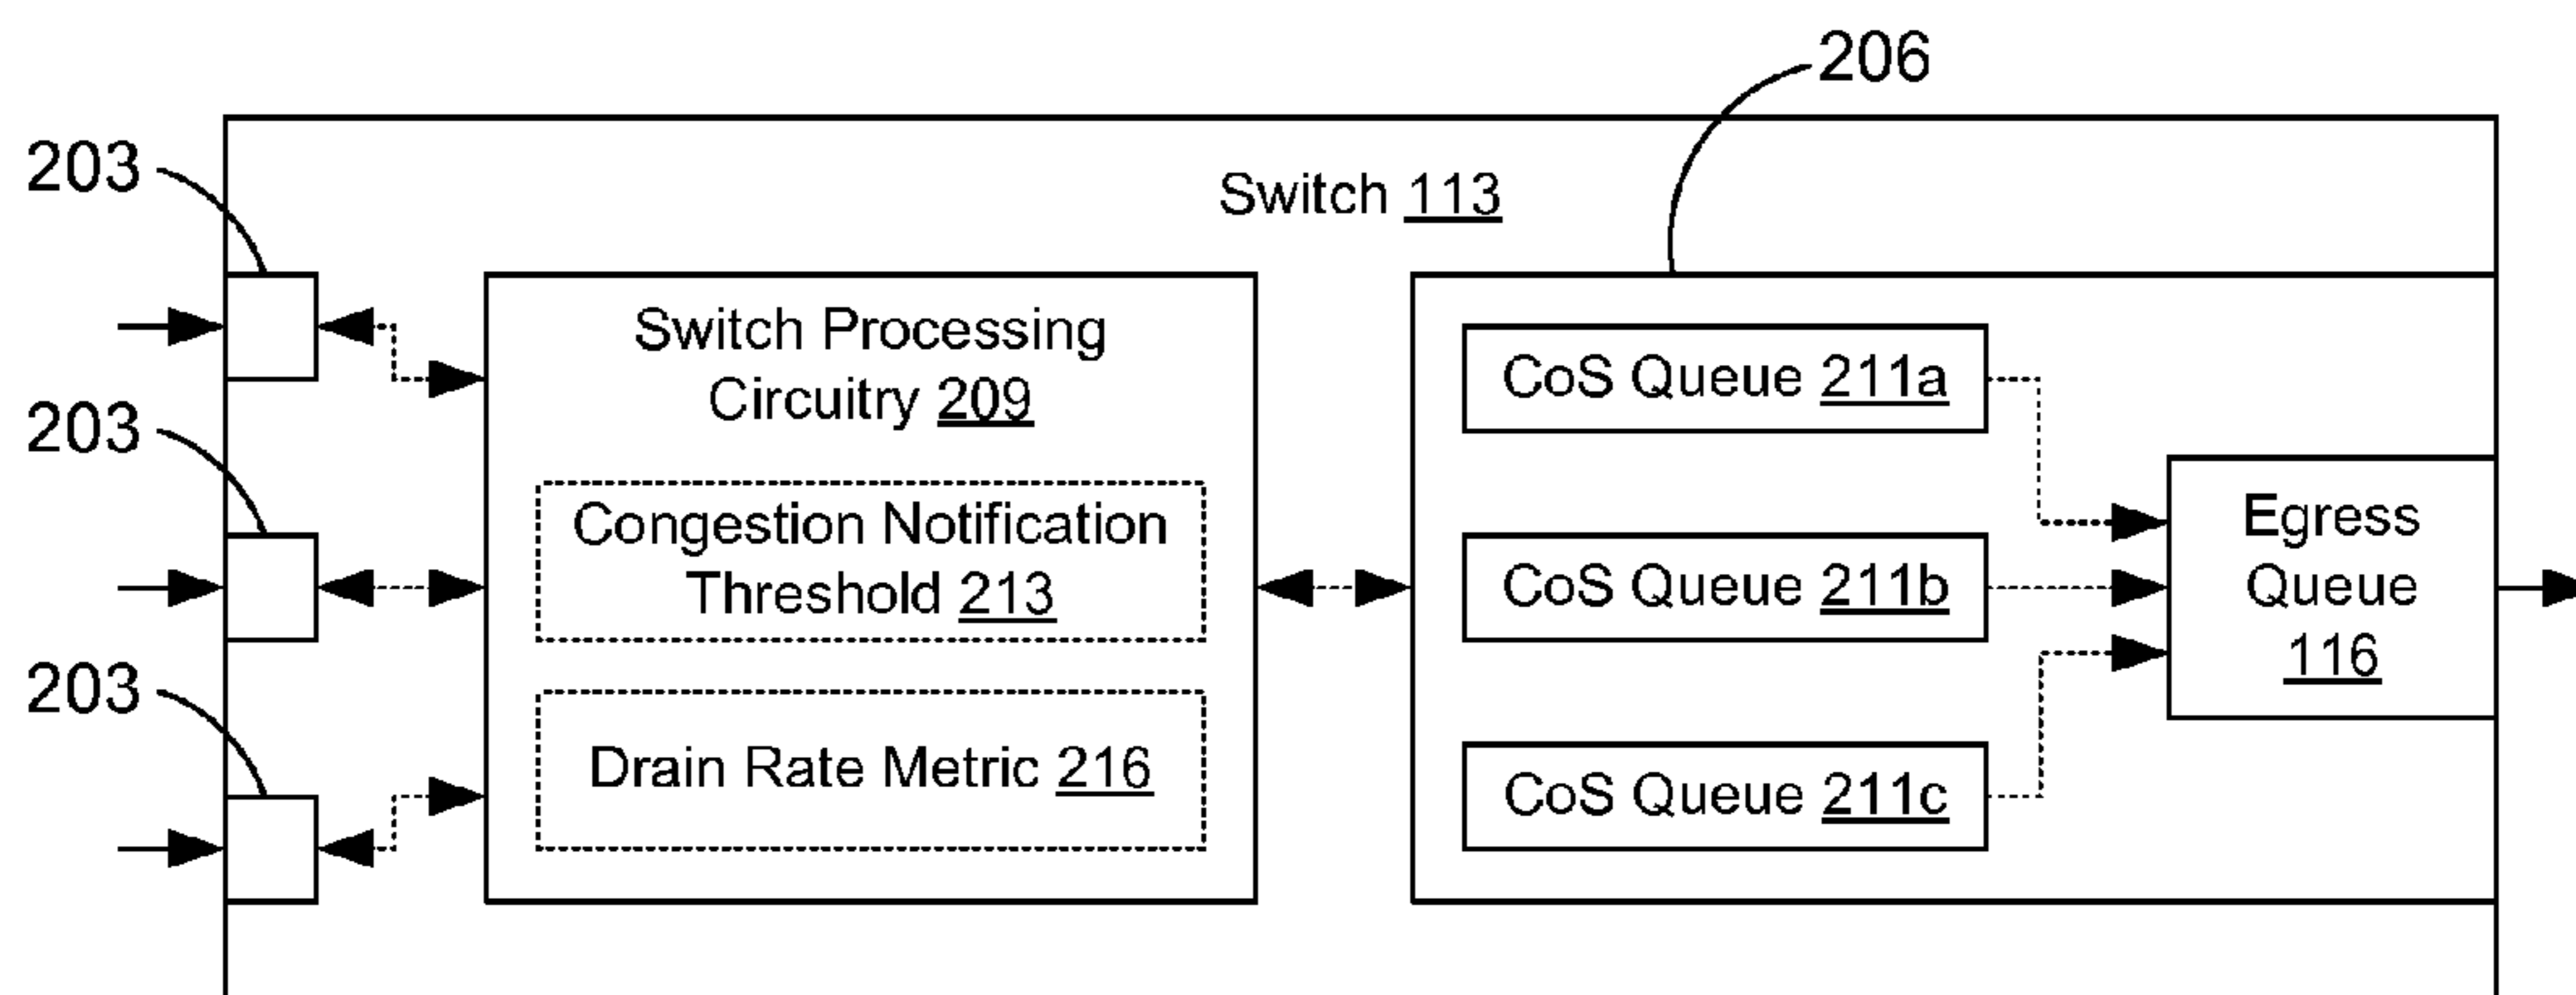 206
203
Switch 113
Switch Processing
Circuitry 209
CoS Queue 211a
203
Congestion Notification
Threshold 213
CoS Queue 211b
Egress
Queue
116
203
Drain Rate Metric 216
CoS Queue 211c